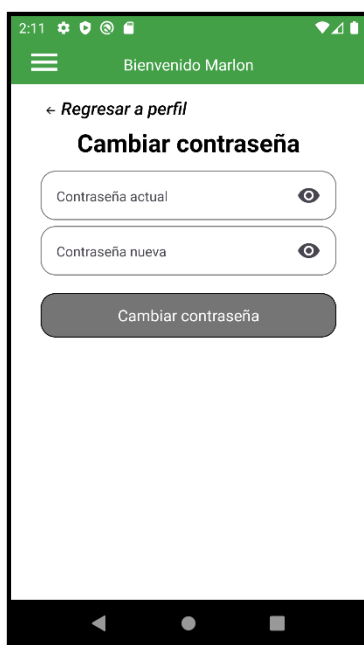 2:11
Bienvenido Marlon
← Regresar a perfil
Cambiar contraseña
Contraseña actual
Contraseña nueva
Cambiar contraseña